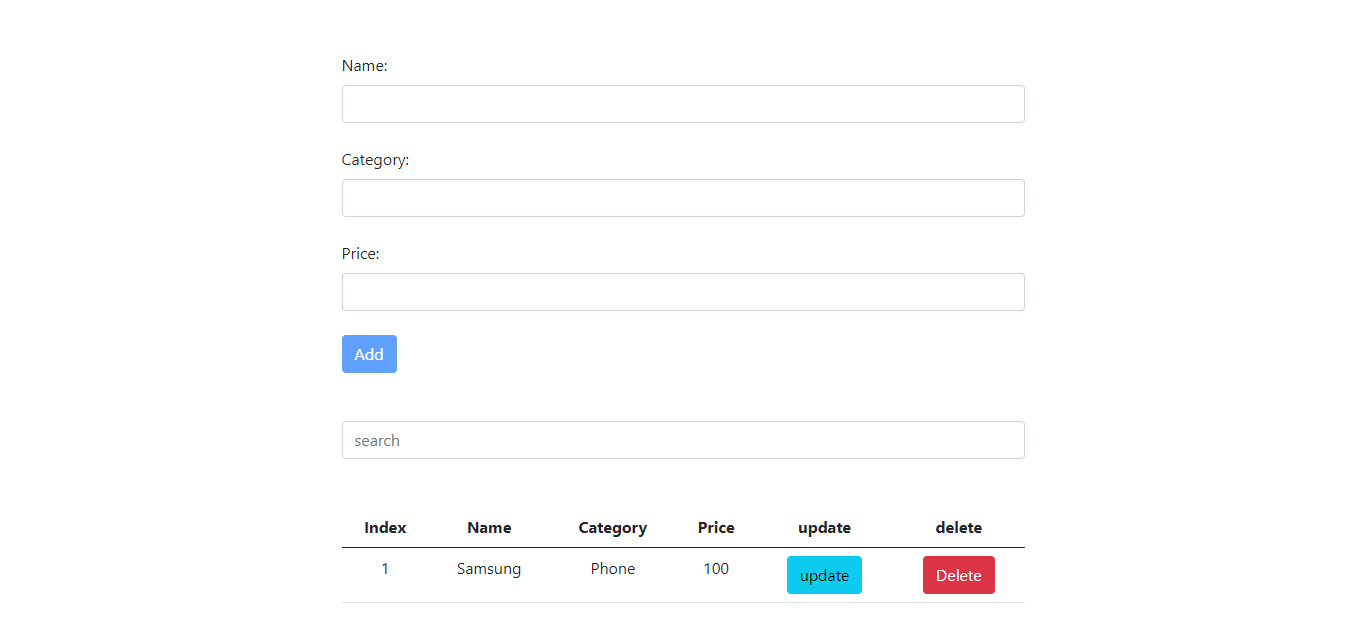 Name:
Category:
Price:
Add
search
Index Name Category Price update delete
1 Samsung Phone 100 update Delete